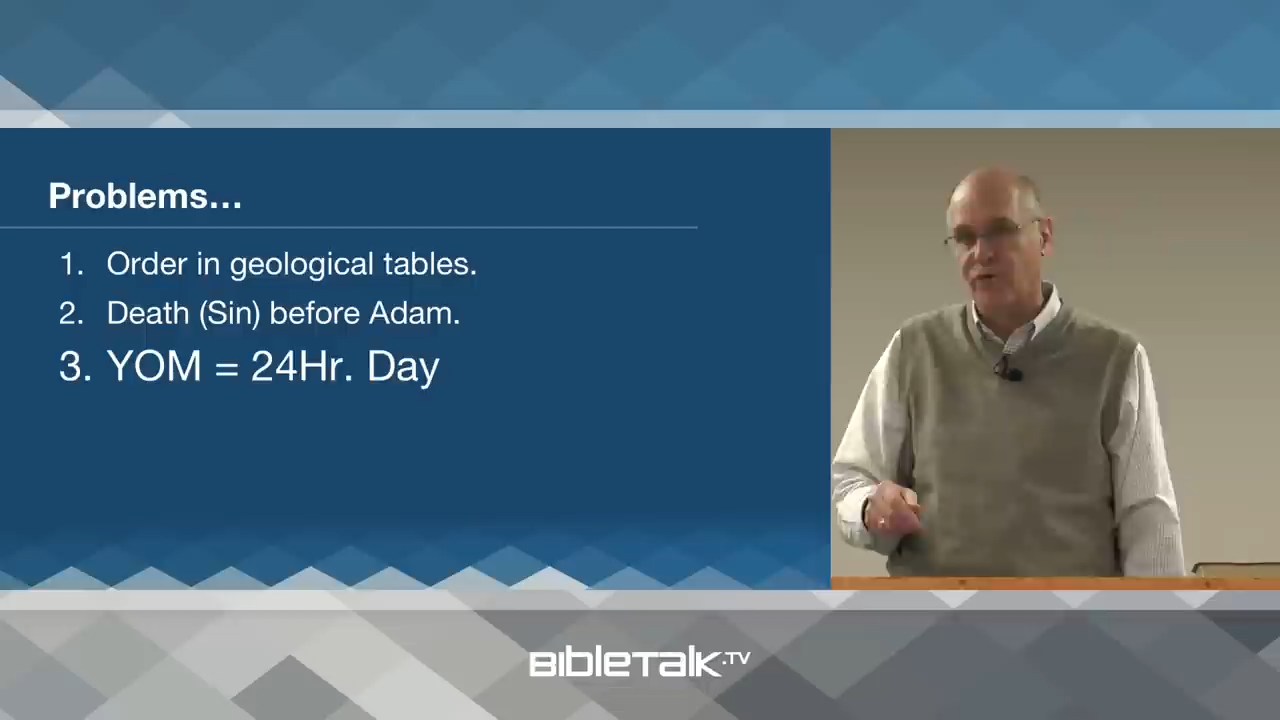 Problems...
1. Order in geological tables.
2. Death (Sin) before Adam.
3. YOM = 24Hr. Day
BIBLETALK.TV